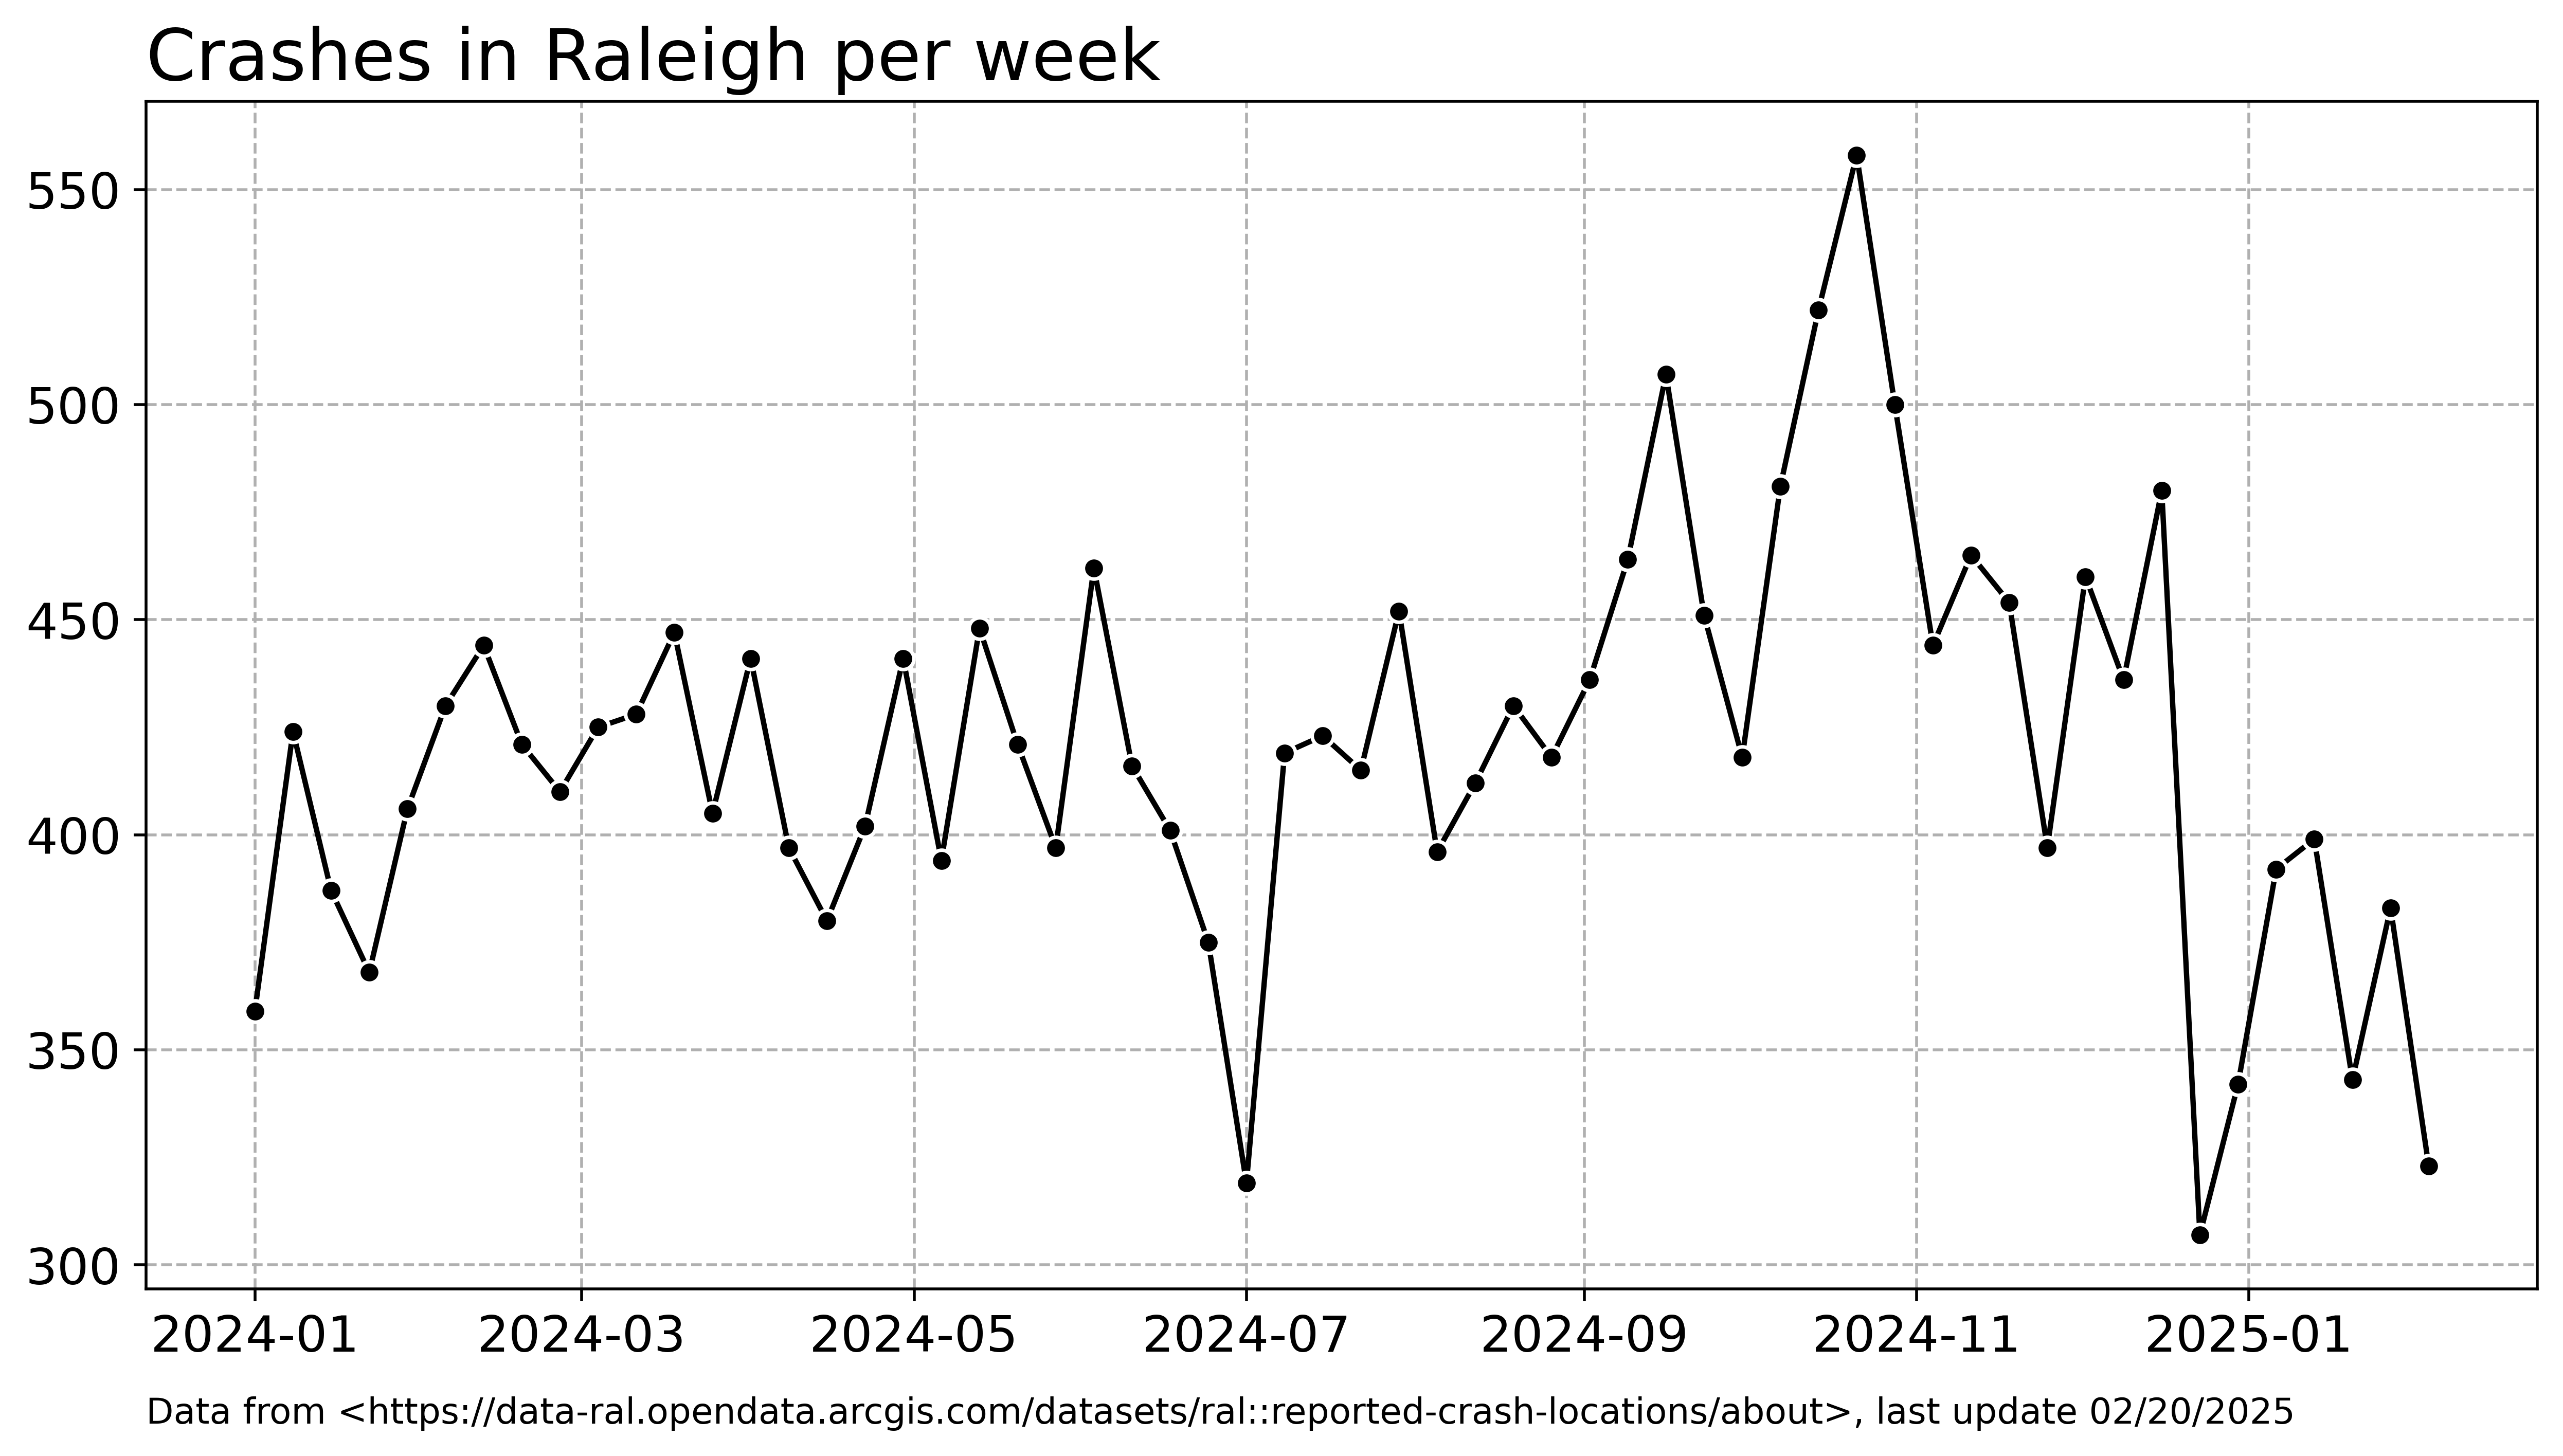 Crashes in Raleigh per week
550
500
450
400
350
300
2024-01 2024-03 2024-05 2024-07 2024-09 2024-11 2025-01
Data from <https://data-ral.opendata.arcgis.com/datasets/ral::reported-crash-locations/about>, last update 02/20/2025